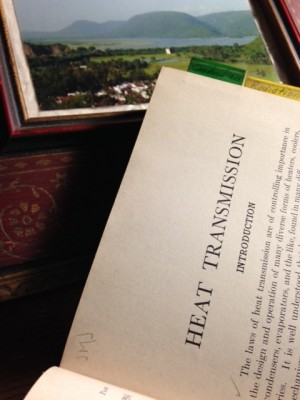 HEAT TRANSMISSION
INTRODUCTION
The laws of heat transmission are of controlling importance in
the design and operation of many diverse forms of heaters, coolers,
condensers, evaporators, and the like, found in many
It is well understood